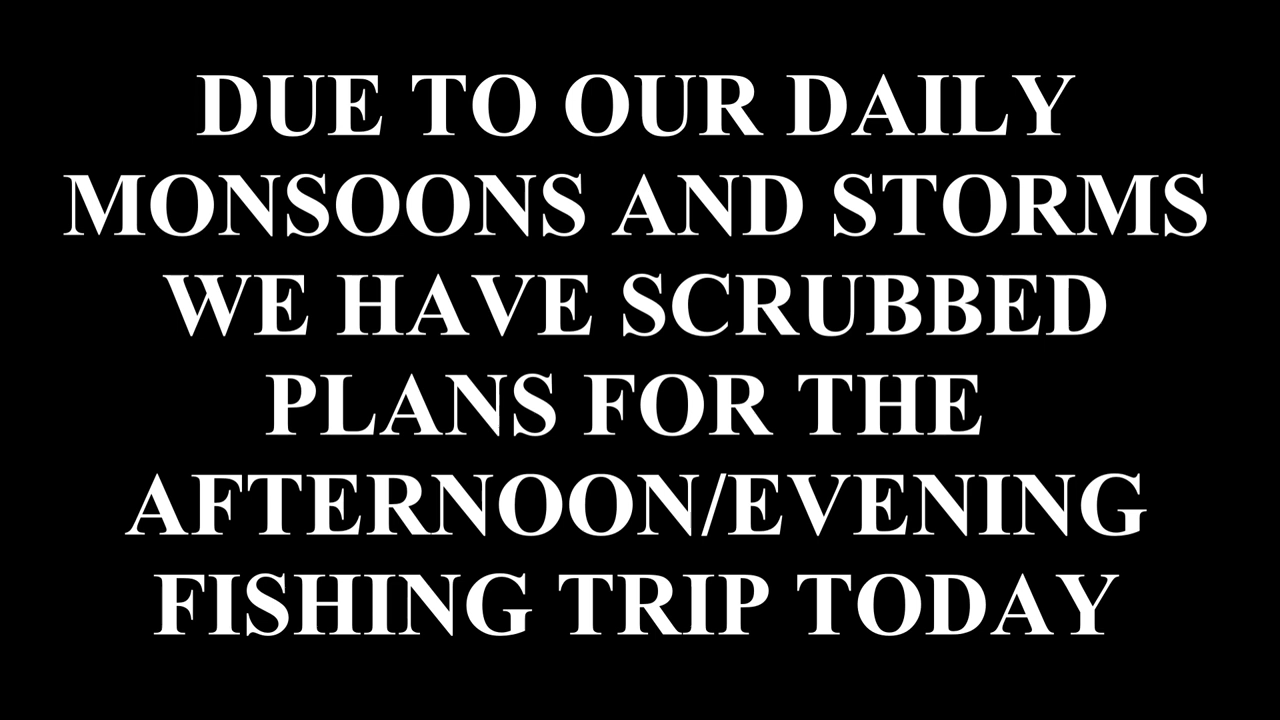 DUE TO OUR DAILY
MONSOONS AND STORMS
WE HAVE SCRUBBED
PLANS FOR THE
AFTERNOON/EVENING
FISHING TRIP TODAY